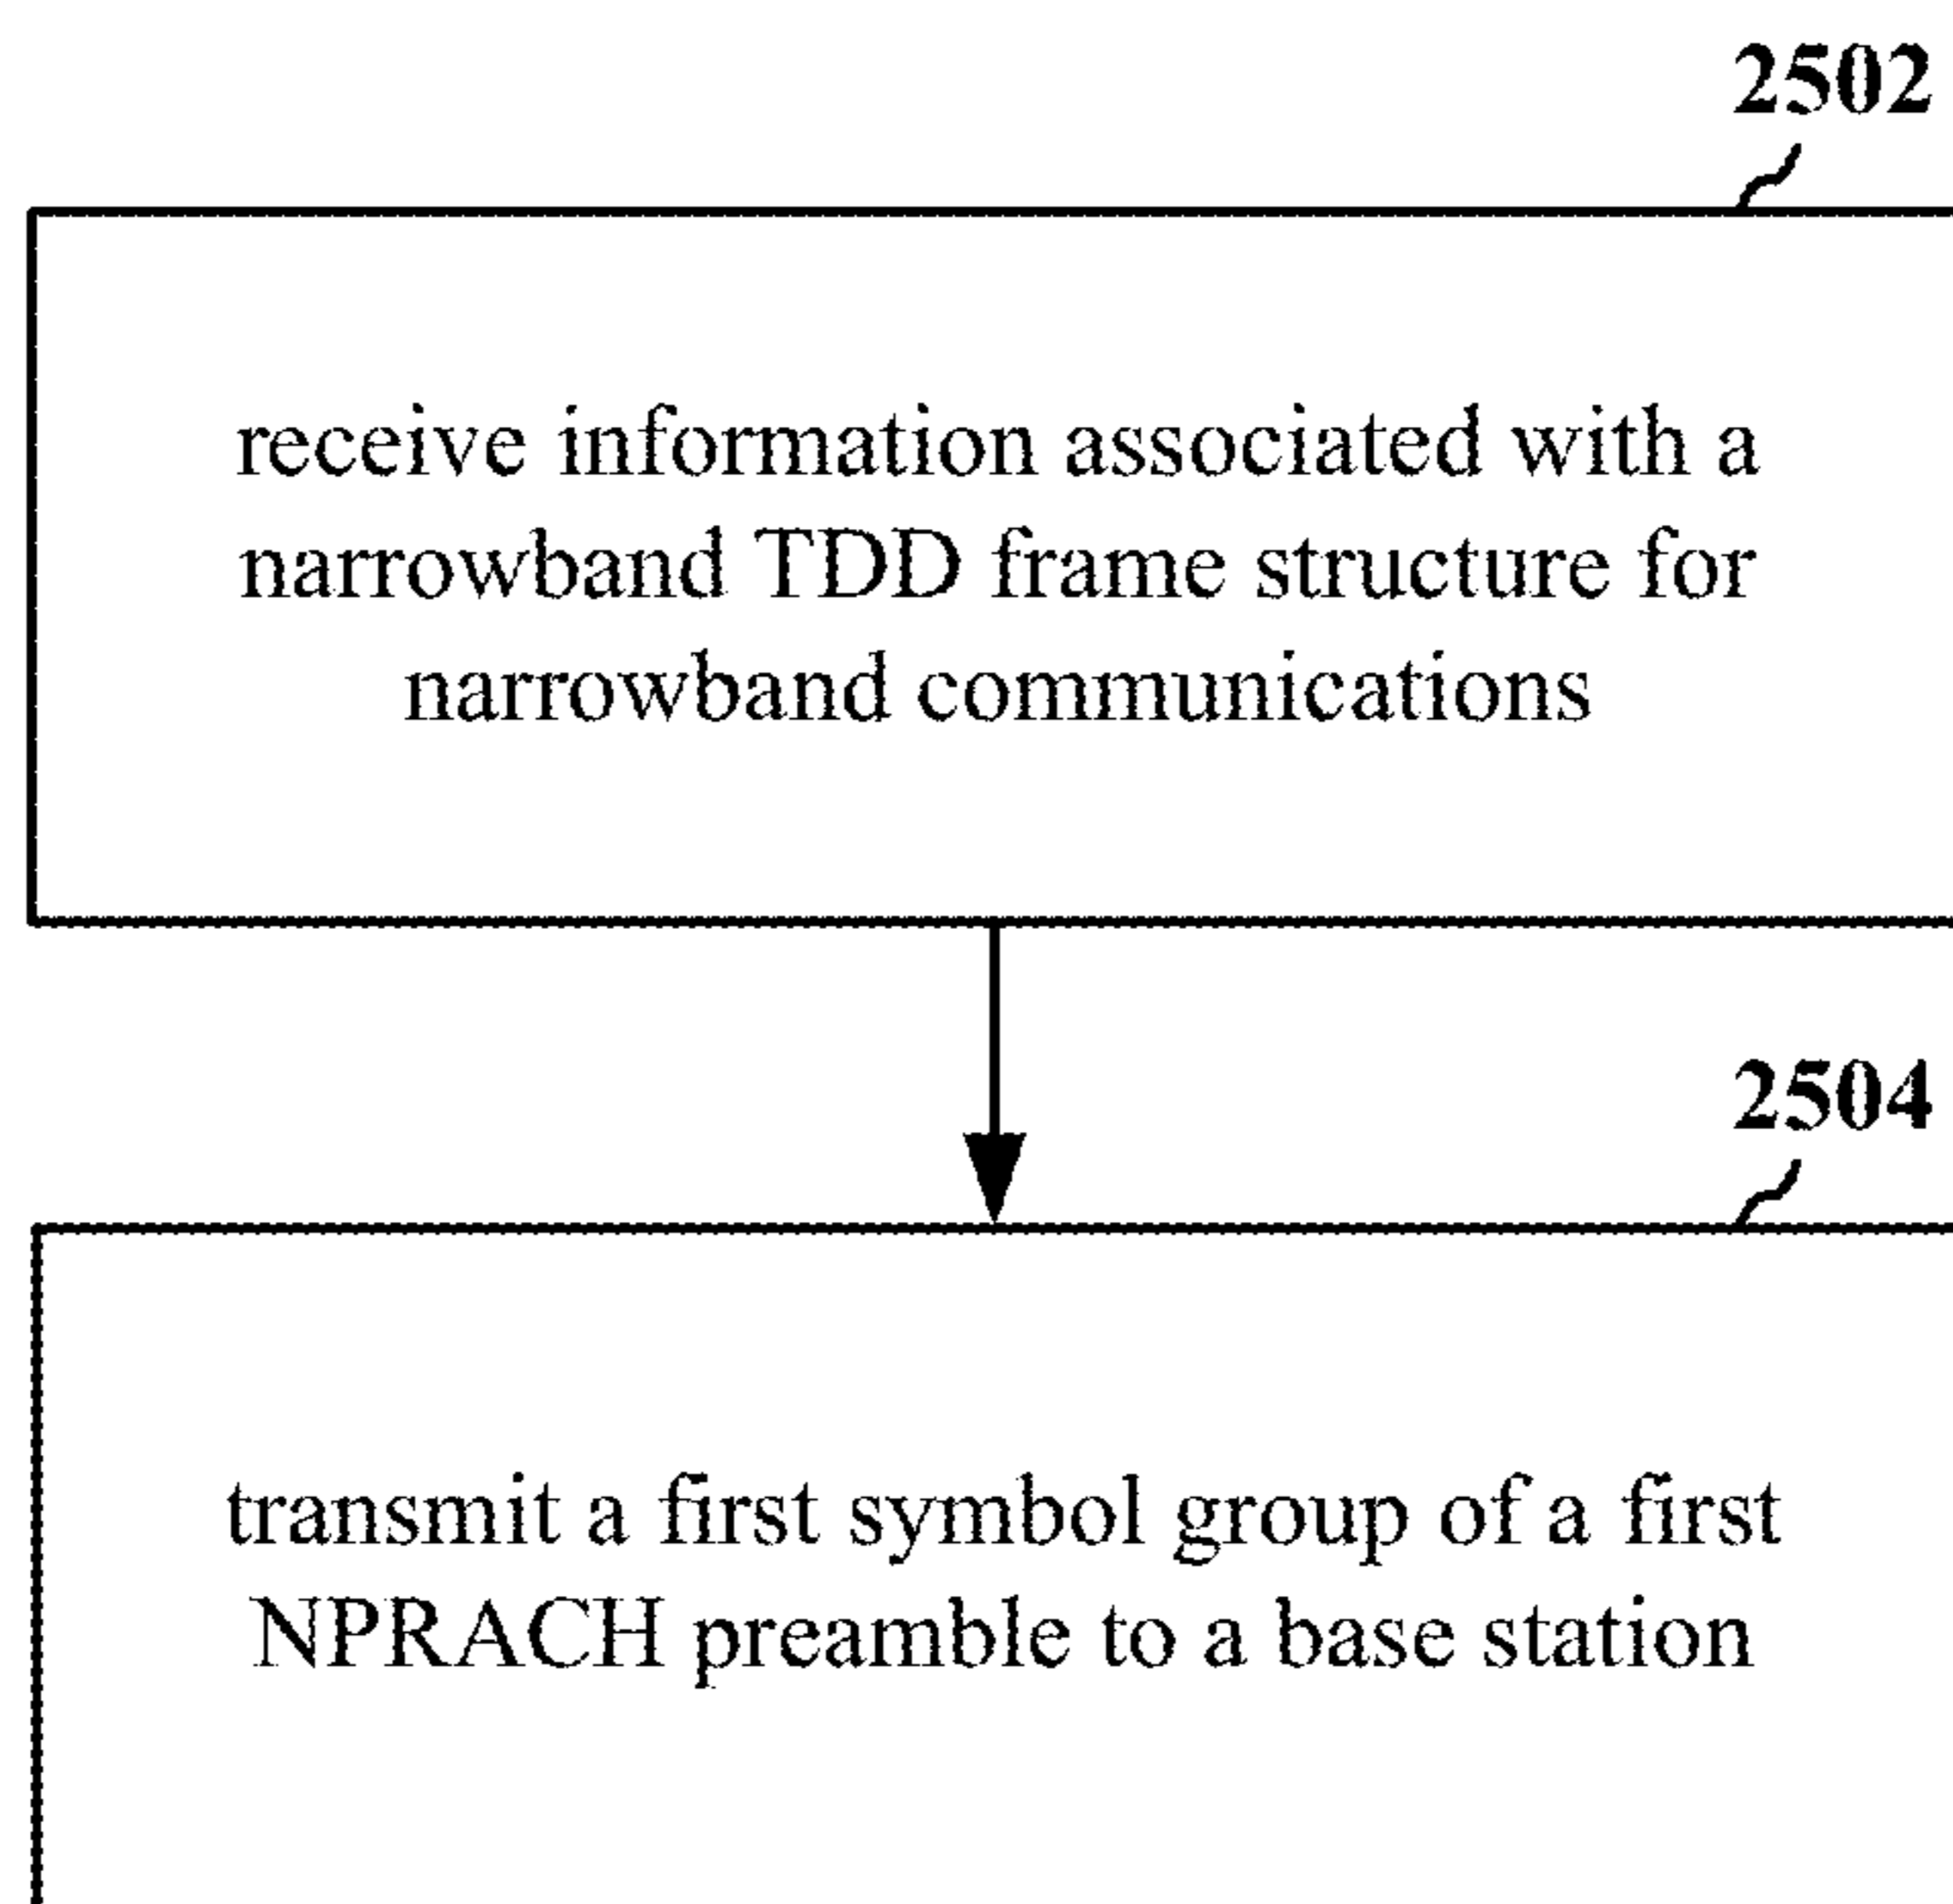 2502
receive information associated with a
narrowband TDD frame structure for
narrowband communications
2504
transmit a first symbol group of a first
NPRACH preamble to a base station